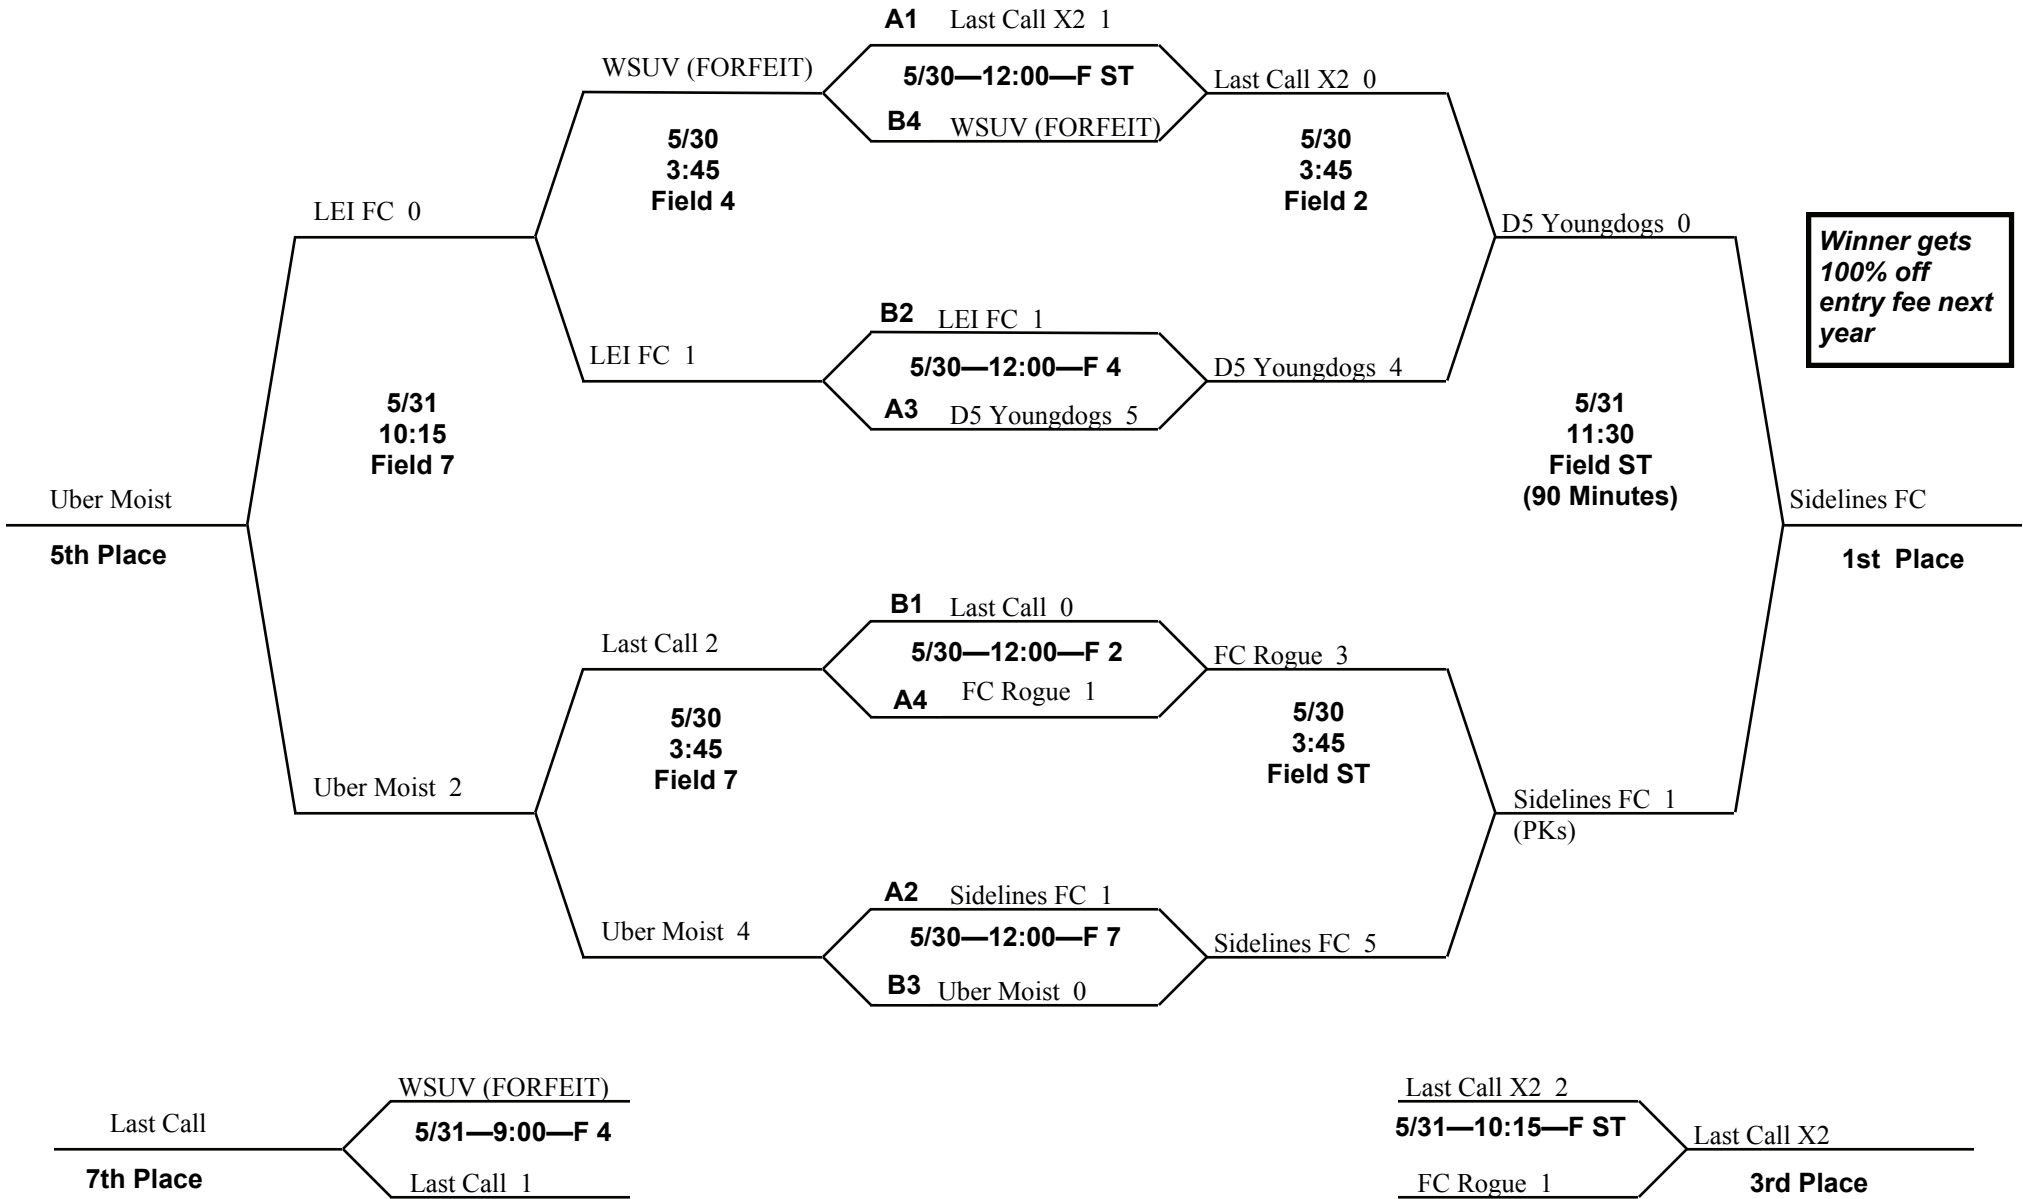 A1 Last Call X2 1
WSUV (FORFEIT)
5/30—12:00—F ST
Last Call X2 0
B4 WSUV (FORFEIT)
5/30
3:45
Field 4
5/30
3:45
Field 2
LEI FC 0
D5 Youngdogs 0
Winner gets
100% off
entry fee next
year
B2 LEI FC 1
LEI FC 1
5/30—12:00—F 4
D5 Youngdogs 4
A3 D5 Youngdogs 5
5/31
10:15
Field 7
5/31
11:30
Field ST
(90 Minutes)
Uber Moist
5th Place
Sidelines FC
1st Place
B1 Last Call 0
Last Call 2
5/30—12:00—F 2
FC Rogue 3
A4 FC Rogue 1
5/30
3:45
Field 7
5/30
3:45
Field ST
Uber Moist 2
Sidelines FC 1
(PKs)
A2 Sidelines FC 1
Uber Moist 4
5/30—12:00—F 7
Sidelines FC 5
B3 Uber Moist 0
WSUV (FORFEIT)
Last Call
5/31—9:00—F 4
7th Place
Last Call 1
Last Call X2 2
5/31—10:15—F ST
Last Call X2
FC Rogue 1
3rd Place